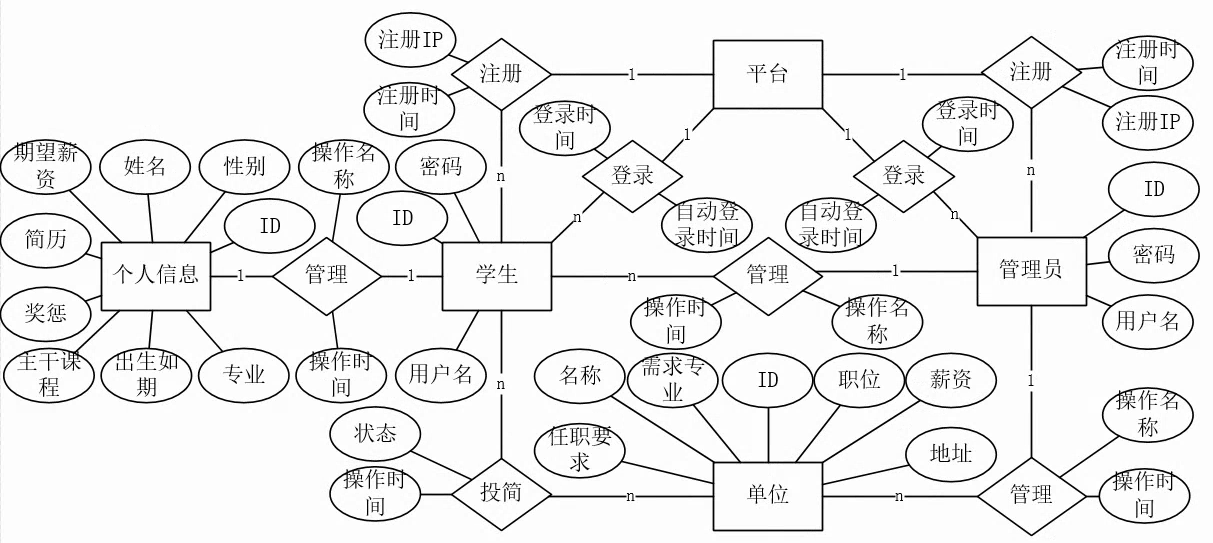 注册IP
注册
1
平台
1
注册
注册时
间
注册时
间
登录时
间
登录时
间
注册IP
1
1
期望薪
资
姓名
性别
操作名
称
密码
n
登录
登录
n
ID
ID
ID
n
自动登
录时间
自动登
录时间
n
简历
个人信息
1
管理
1
学生
n
管理
1
管理员
密码
奖惩
操作时
间
操作名
称
用户名
主干课
程
出生如
期
专业
操作时
间
用户名
n
名称
需求专
业
ID
职位
薪资
1
状态
任职要
求
地址
操作名
称
操作时
间
投简
n
单位
n
管理
操作时
间